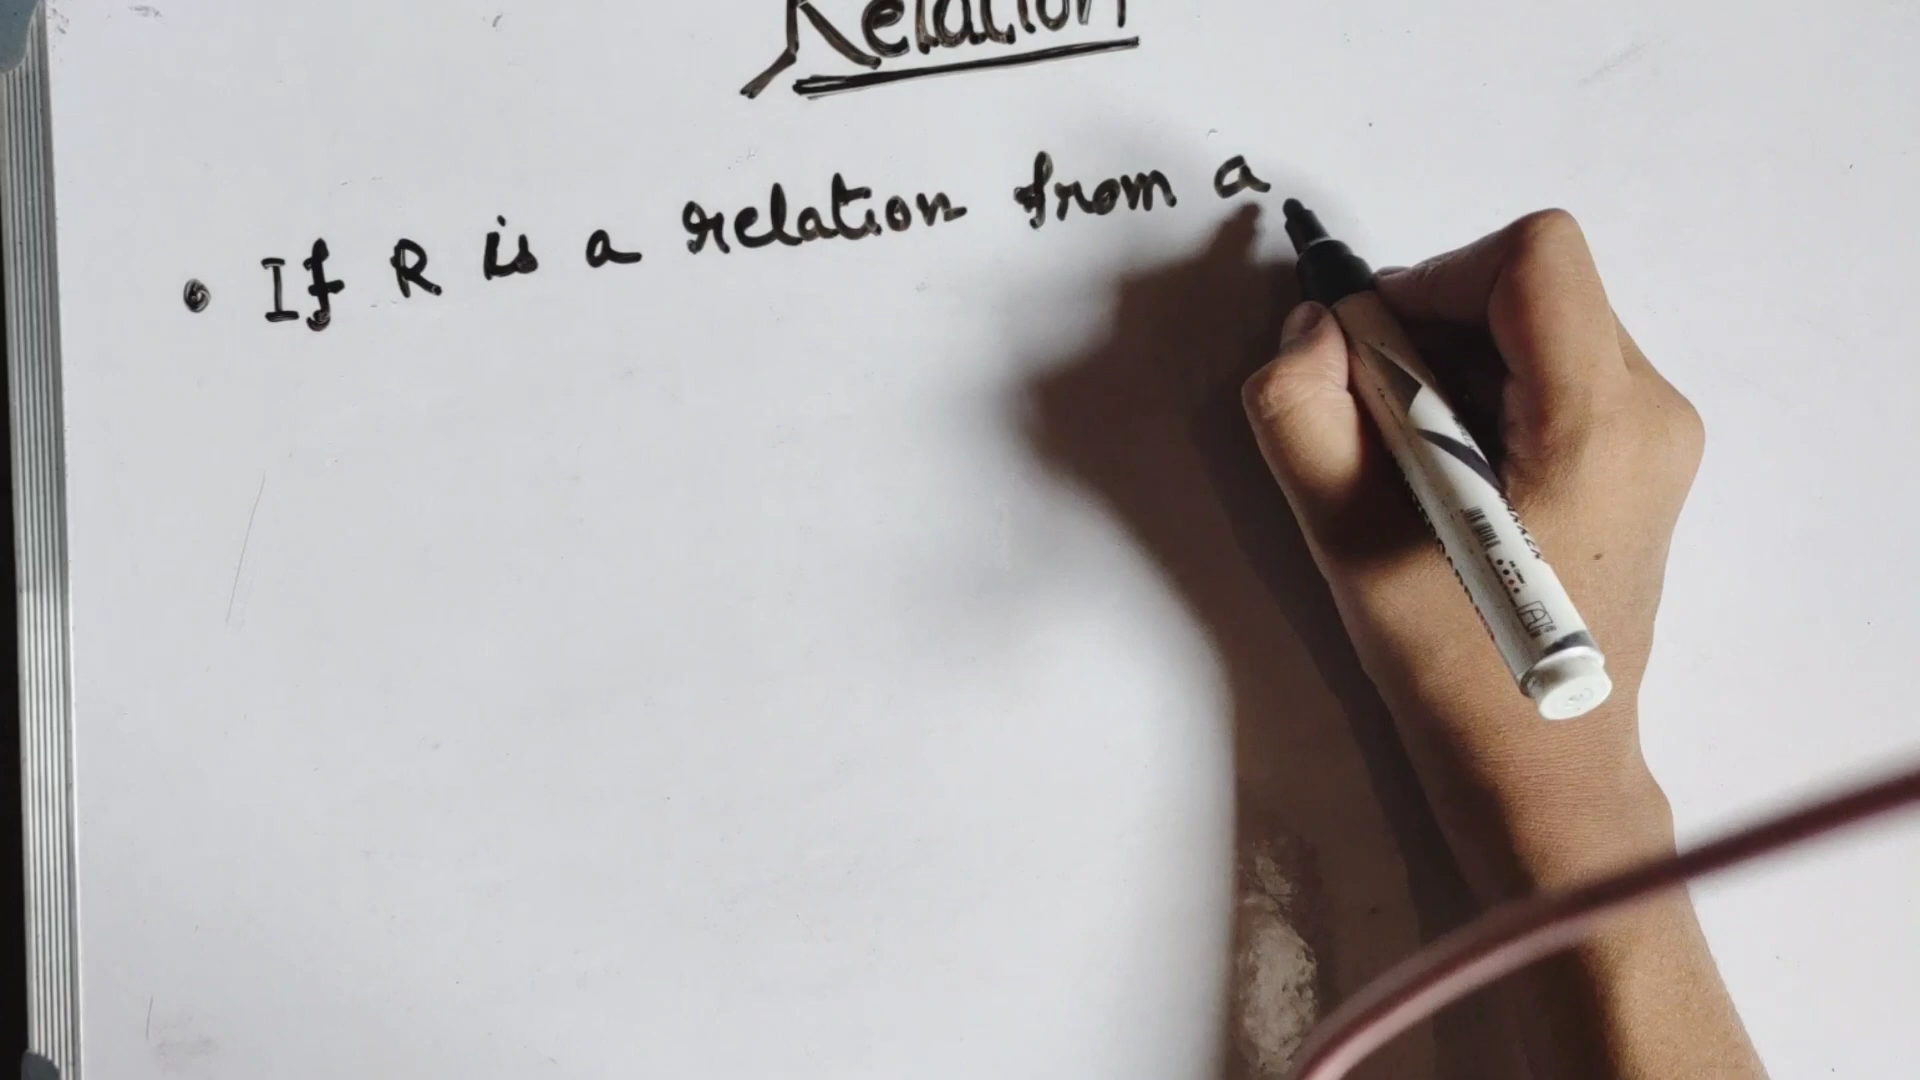 Relation
• If R is a relation from a